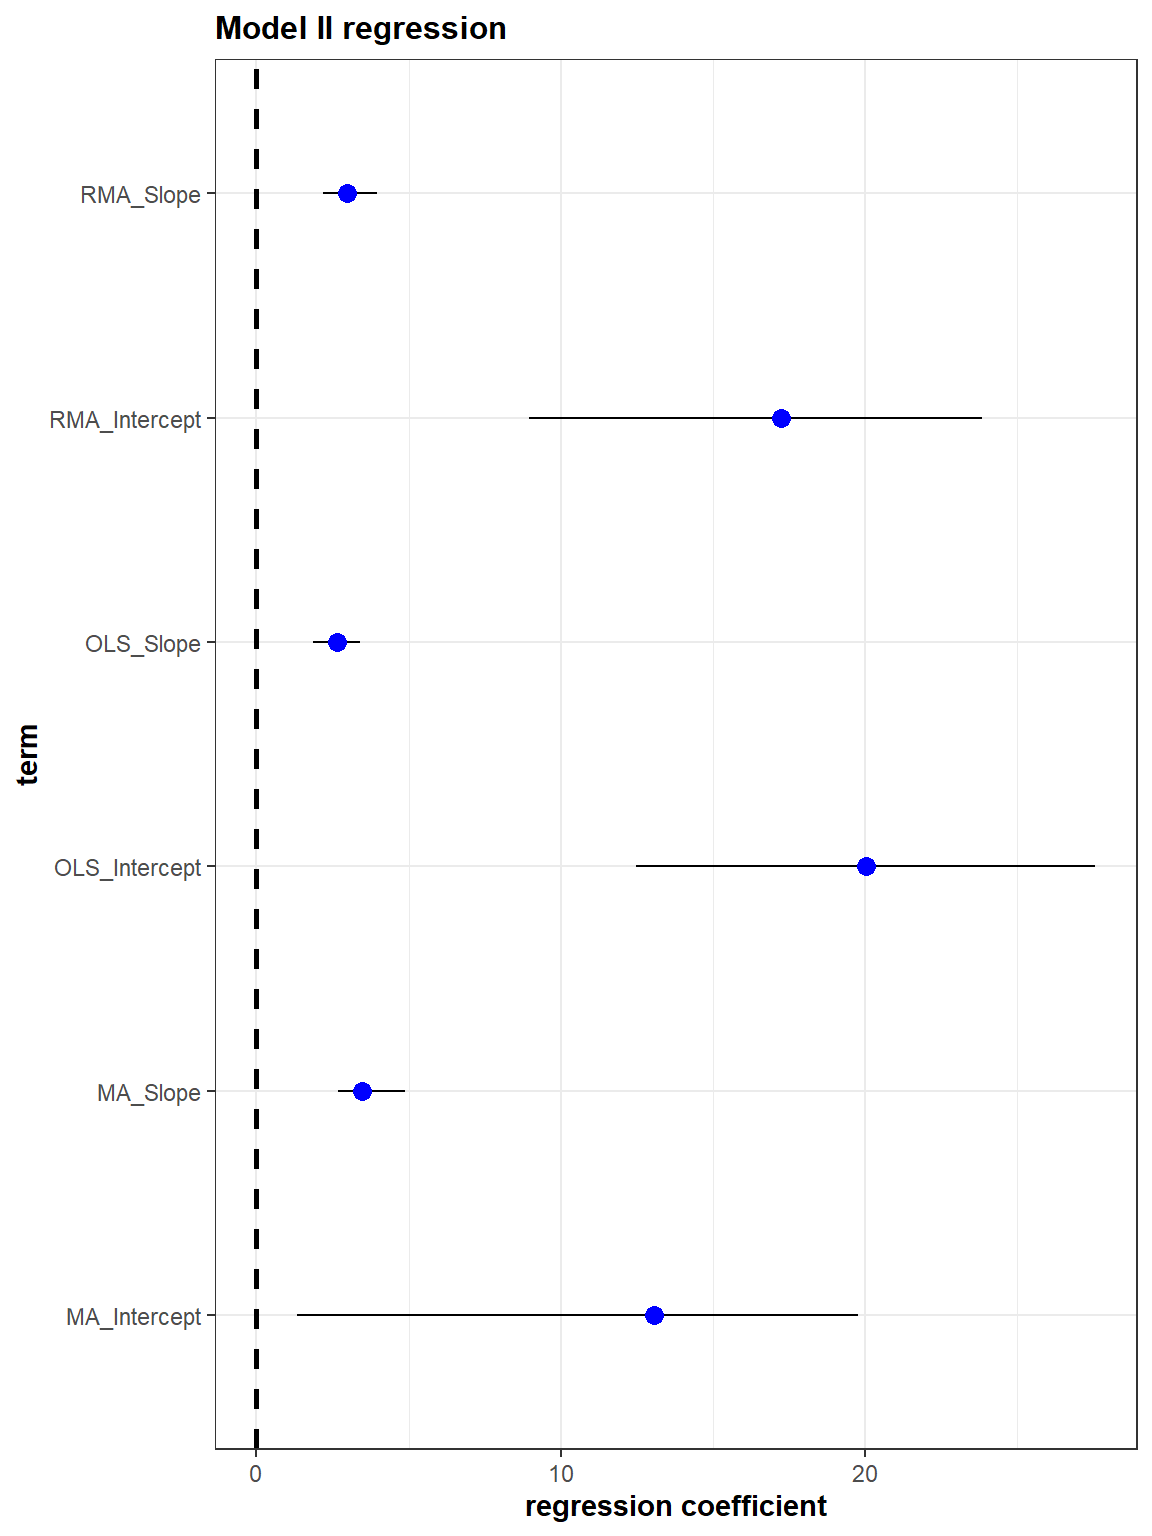 Model II regression
RMA_Slope
RMA_Intercept
OLS_Slope
OLS_Intercept
MA_Slope
MA_Intercept
term
0 10 20
regression coefficient